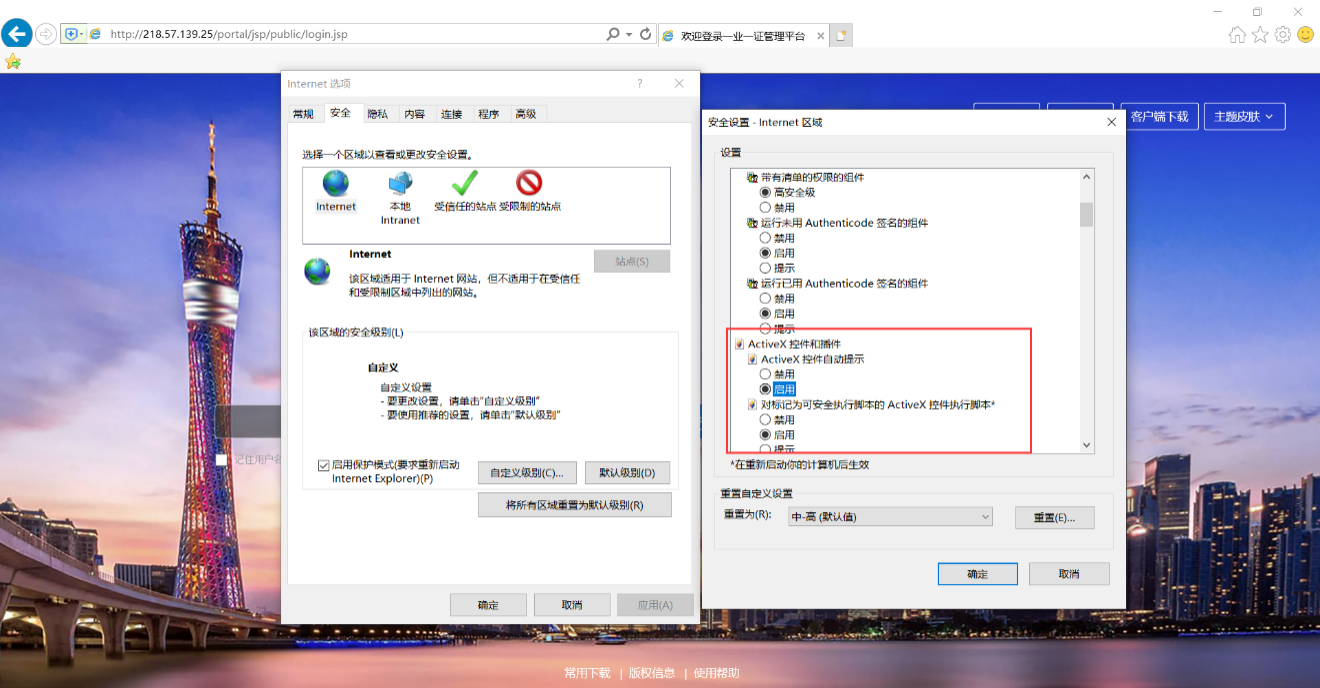 http://218.57.139.25/portal/jsp/public/login.jsp
欢迎登录一业一证管理平台
客户端下载
主题皮肤
Internet 选项
?
常规 安全 隐私 内容 连接 程序 高级
选择一个区域以查看或更改安全设置。
Internet
本地
Intranet
受信任的站点
受限制的站点
Internet
站点(S)
该区域适用于 Internet 网站，但不适用于在受信任
和受限制区域中列出的网站。
该区域的安全级别(L)
自定义
自定义设置
- 要更改设置，请单击“自定义级别”
- 要使用推荐的设置，请单击“默认级别”
启用保护模式(要求重新启动
Internet Explorer)(P)
自定义级别(C)...
默认级别(D)
将所有区域重置为默认级别(R)
确定
取消
应用(A)
记住用户名
安全设置 - Internet 区域
设置
带有清单的权限的组件
高安全级
禁用
运行未用 Authenticode 签名的组件
禁用
启用
提示
运行已用 Authenticode 签名的组件
禁用
启用
提示
ActiveX 控件和插件
ActiveX 控件自动提示
禁用
启用
对标记为可安全执行脚本的 ActiveX 控件执行脚本*
禁用
启用
提示
*在重新启动你的计算机后生效
重置自定义设置
重置为(R):
中-高 (默认值)
重置(E)...
确定
取消
常用下载 | 版权信息 | 使用帮助